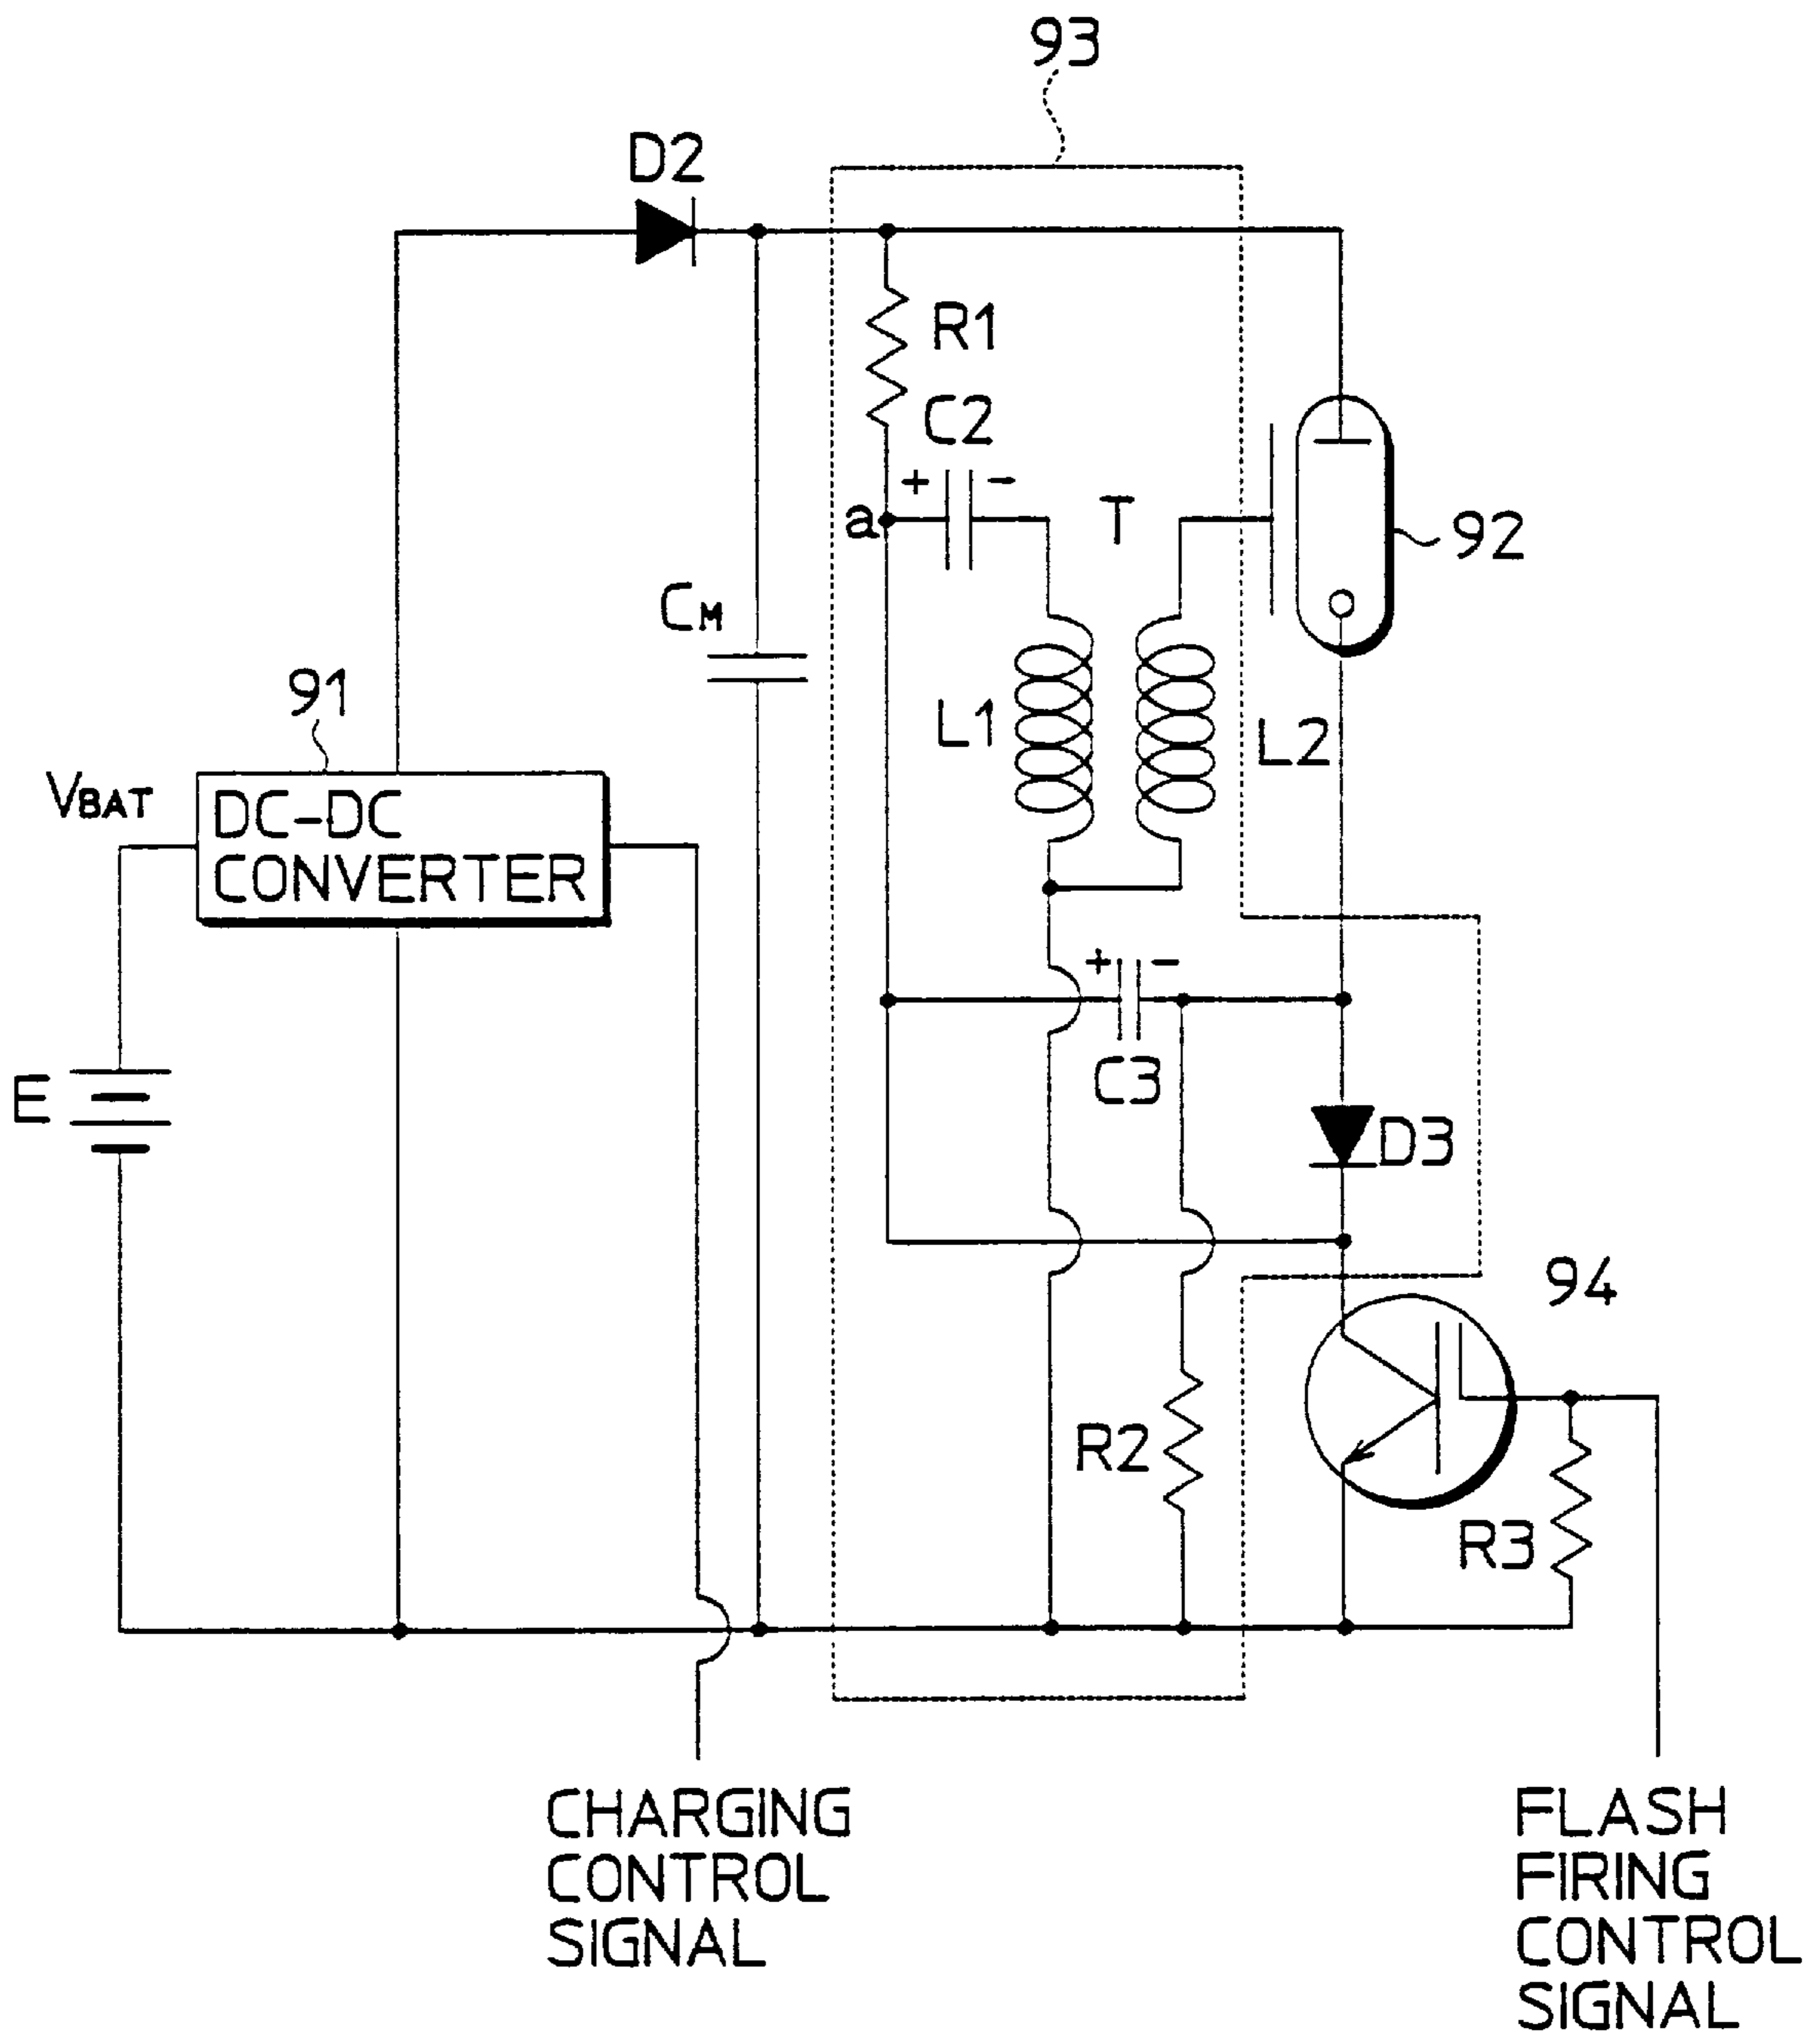 93
D2
R1
C2
+ -
a
T
92
CM
91
L1
L2
VBAT
DC-DC
CONVERTER
+ -
C3
E
D3
94
R2
R3
CHARGING
CONTROL
SIGNAL
FLASH
FIRING
CONTROL
SIGNAL